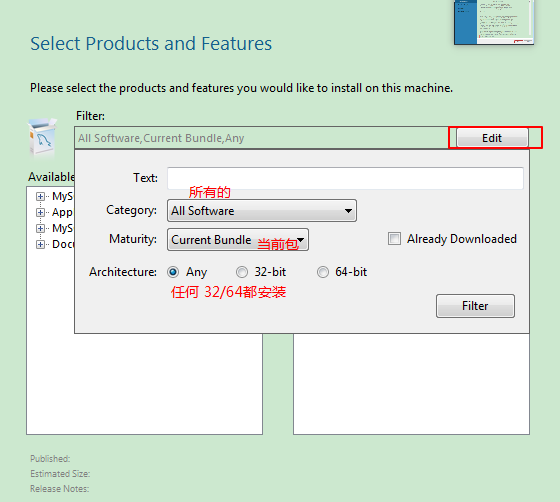 Select Products and Features
Please select the products and features you would like to install on this machine.
Filter:
All Software,Current Bundle,Any
Edit
Available
Text:
所有的
Category:
All Software
Maturity:
Current Bundle
当前包
Already Downloaded
Architecture:
Any
32-bit
64-bit
任何 32/64都安装
Filter
MyS
App
MyS
Docu
Published:
Estimated Size:
Release Notes: